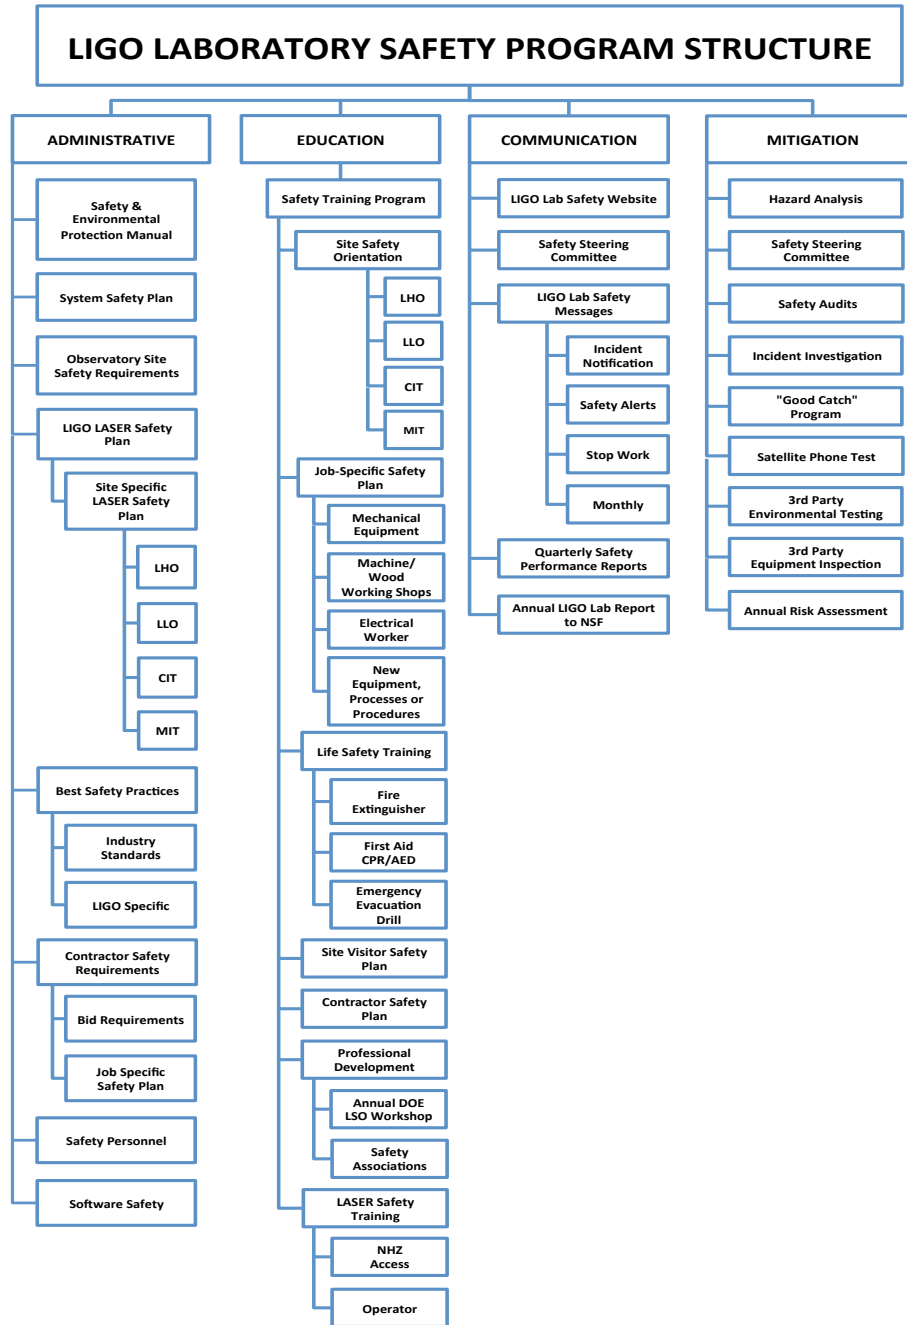 LIGO LABORATORY SAFETY PROGRAM STRUCTURE
ADMINISTRATIVE
Safety &
Environmental
Protection Manual
System Safety Plan
Observatory Site
Safety Requirements
LIGO LASER Safety
Plan
Site Specific
LASER Safety
Plan
LHO
LLO
CIT
MIT
Best Safety Practices
Industry
Standards
LIGO Specific
Contractor Safety
Requirements
Bid Requirements
Job Specific
Safety Plan
Safety Personnel
Software Safety
EDUCATION
Safety Training Program
Site Safety
Orientation
LHO
LLO
CIT
MIT
Job-Specific Safety
Plan
Mechanical
Equipment
Machine/
Wood
Working Shops
Electrical
Worker
New
Equipment,
Processes or
Procedures
Life Safety Training
Fire
Extinguisher
First Aid
CPR/AED
Emergency
Evacuation
Drill
Site Visitor Safety
Plan
Contractor Safety
Plan
Professional
Development
Annual DOE
LSO Workshop
Safety
Associations
LASER Safety
Training
NHZ
Access
Operator
COMMUNICATION
LIGO Lab Safety Website
Safety Steering
Committee
LIGO Lab Safety
Messages
Incident
Notification
Safety Alerts
Stop Work
Monthly
Quarterly Safety
Performance Reports
Annual LIGO Lab Report
to NSF
MITIGATION
Hazard Analysis
Safety Steering
Committee
Safety Audits
Incident Investigation
"Good Catch"
Program
Satellite Phone Test
3rd Party
Environmental Testing
3rd Party
Equipment Inspection
Annual Risk Assessment